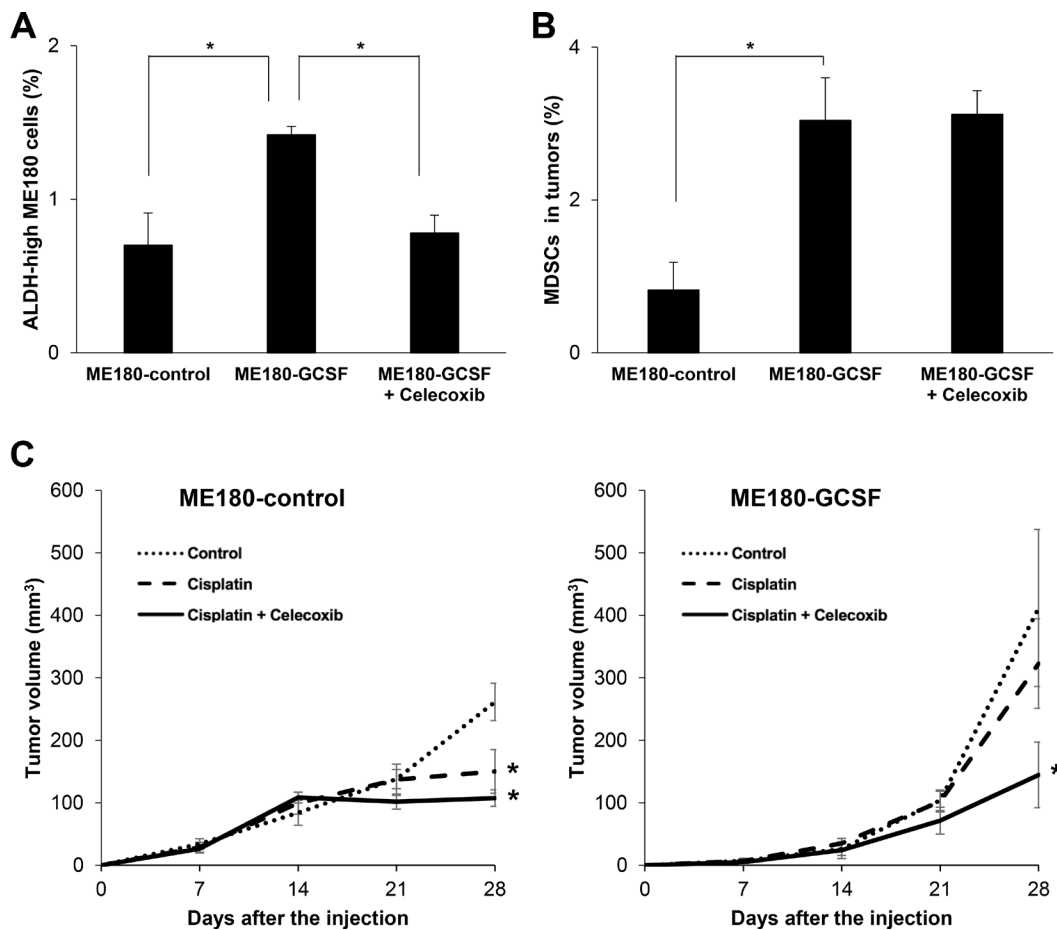 A
ALDH-high ME180 cells (%)
2
1
0
*
*
ME180-control
ME180-GCSF
ME180-GCSF
+ Celecoxib
B
MDSCs in tumors (%)
4
2
0
*
ME180-control
ME180-GCSF
ME180-GCSF
+ Celecoxib
C
ME180-control
Tumor volume (mm³)
600
500
400
300
200
100
0
Control
Cisplatin
Cisplatin + Celecoxib
*
*
0 7 14 21 28
Days after the injection
ME180-GCSF
Tumor volume (mm³)
600
500
400
300
200
100
0
Control
Cisplatin
Cisplatin + Celecoxib
*
0 7 14 21 28
Days after the injection